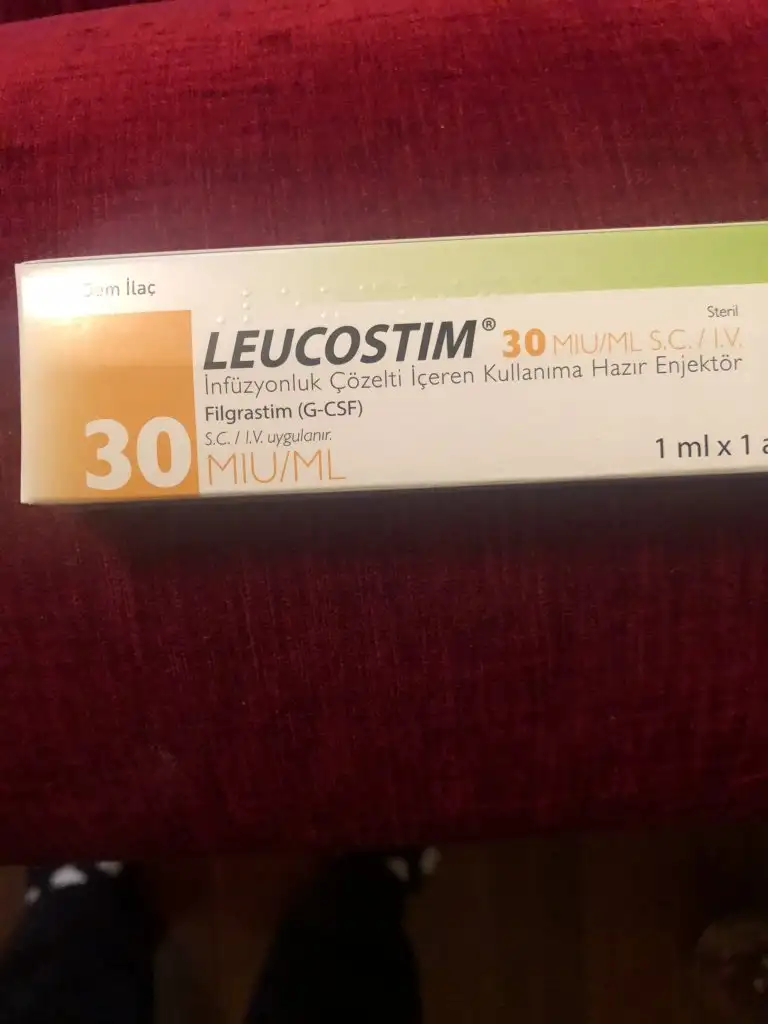 İlaç
Steril
LEUCOSTIM® 30 MIU/ML S.C. / I.V.
İnfüzyonluk Çözelti İçeren Kullanıma Hazır Enjektör
Filgrastim (G-CSF)
S.C. / I.V. uygulanır.
30 MIU/ML
1 ml x 1